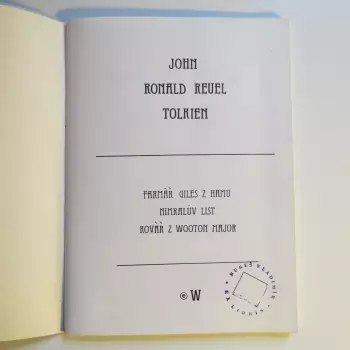 JOHN
RONALD REUEL
TOLKIEN
FARMÁŘ GILES Z HAMU
NIMRALŮV LIST
KOVÁŘ Z WOOTON MAJOR
© W